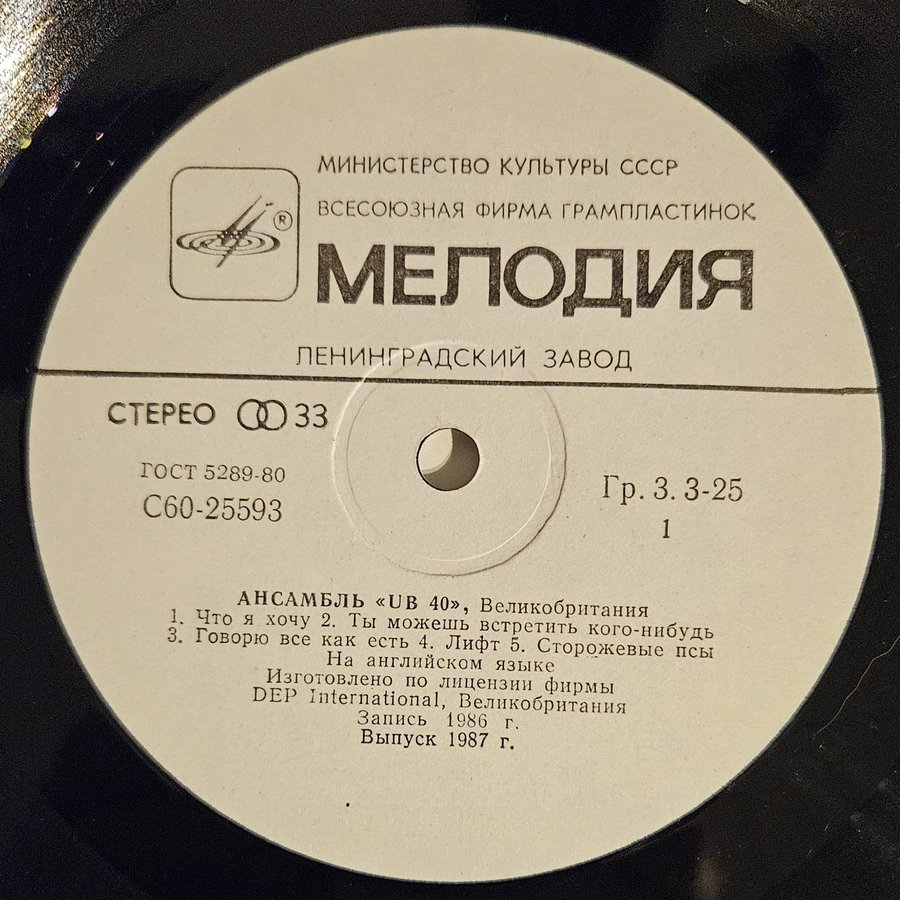 МИНИСТЕРСТВО КУЛЬТУРЫ СССР
ВСЕСОЮЗНАЯ ФИРМА ГРАМПЛАСТИНОК
®
МЕЛОДИЯ
ЛЕНИНГРАДСКИЙ ЗАВОД
СТЕРЕО 33
ГОСТ 5289-80
С60-25593
Гр. 3. 3-25
1
АНСАМБЛЬ «UB 40», Великобритания
1. Что я хочу 2. Ты можешь встретить кого-нибудь
3. Говорю все как есть 4. Лифт 5. Сторожевые псы
На английском языке
Изготовлено по лицензии фирмы
DEP International, Великобритания
Запись 1986 г.
Выпуск 1987 г.